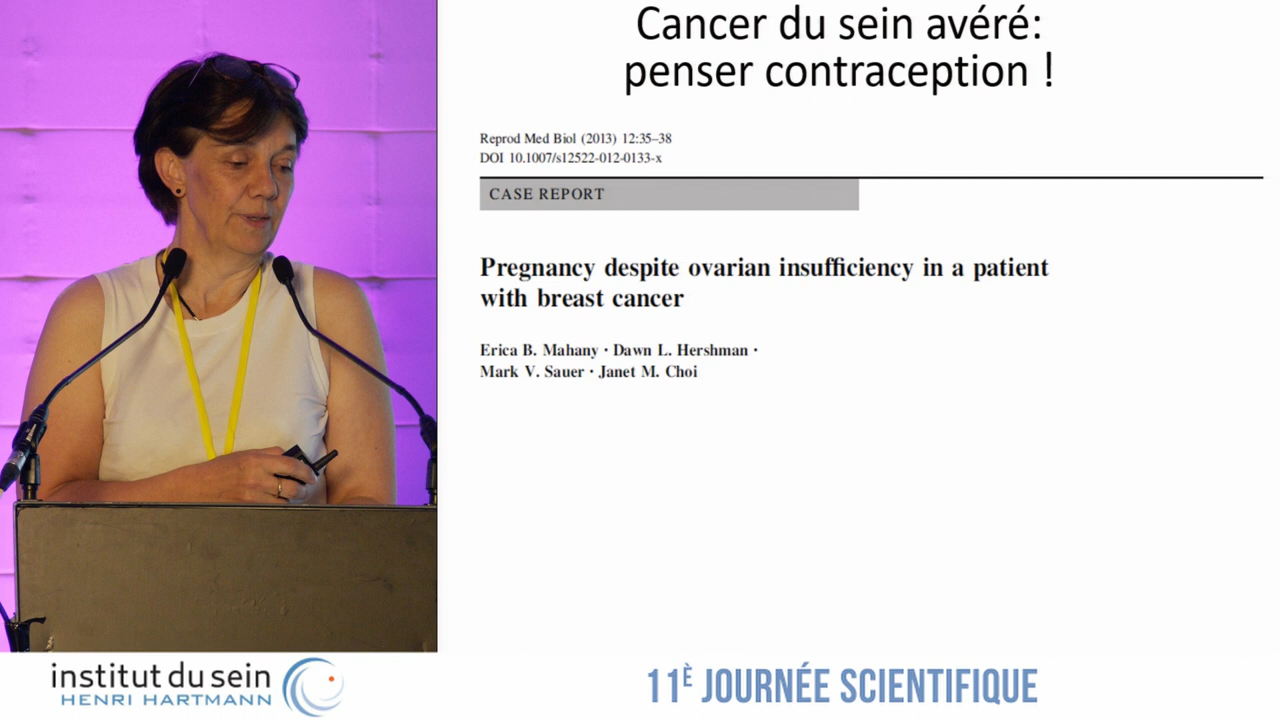 Cancer du sein avéré:
penser contraception !
Reprod Med Biol (2013) 12:35–38
DOI 10.1007/s12522-012-0133-x
CASE REPORT
Pregnancy despite ovarian insufficiency in a patient
with breast cancer
Erica B. Mahany · Dawn L. Hershman ·
Mark V. Sauer · Janet M. Choi
institut du sein
HENRI HARTMANN
11È JOURNÉE SCIENTIFIQUE